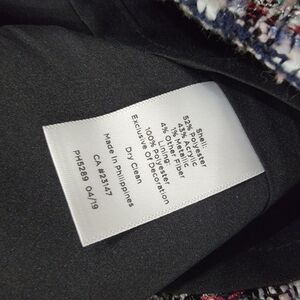 Shell:
52% Polyester
43% Acrylic
1% Metallic
4% Other Fiber
Lining:
100% Polyester
Exclusive Of Decoration
Dry Clean
Made In Philippines
CA #23147
PH5289 04/19